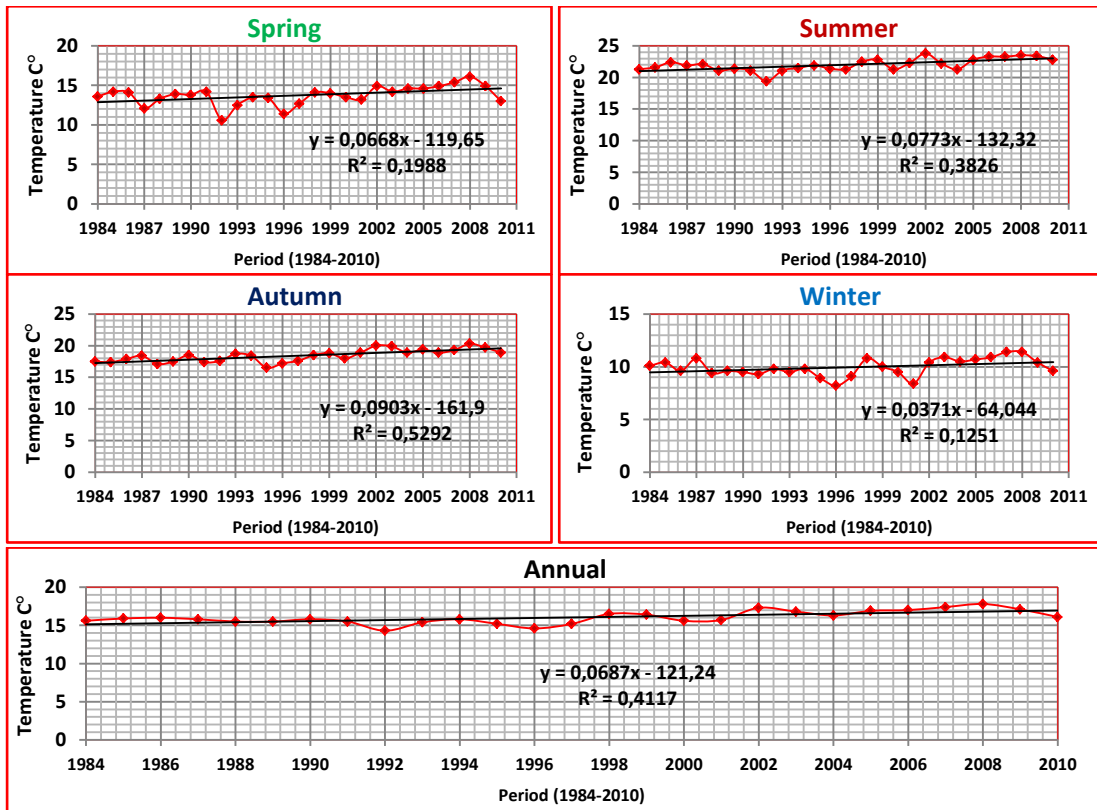 Spring
Temperature C°
20
15
10
5
0
y = 0,0668x - 119,65
R² = 0,1988
1984 1987 1990 1993 1996 1999 2002 2005 2008 2011
Period (1984-2010)
Summer
Temperature C°
25
20
15
10
5
0
y = 0,0773x - 132,32
R² = 0,3826
1984 1987 1990 1993 1996 1999 2002 2005 2008 2011
Period (1984-2010)
Autumn
Temperature C°
25
20
15
10
5
0
y = 0,0903x - 161,9
R² = 0,5292
1984 1987 1990 1993 1996 1999 2002 2005 2008 2011
Period (1984-2010)
Winter
Temperature C°
15
10
5
0
y = 0,0371x - 64,044
R² = 0,1251
1984 1987 1990 1993 1996 1999 2002 2005 2008 2011
Period (1984-2010)
Annual
Temperature C°
20
15
10
5
0
y = 0,0687x - 121,24
R² = 0,4117
1984 1986 1988 1990 1992 1994 1996 1998 2000 2002 2004 2006 2008 2010
Period (1984-2010)